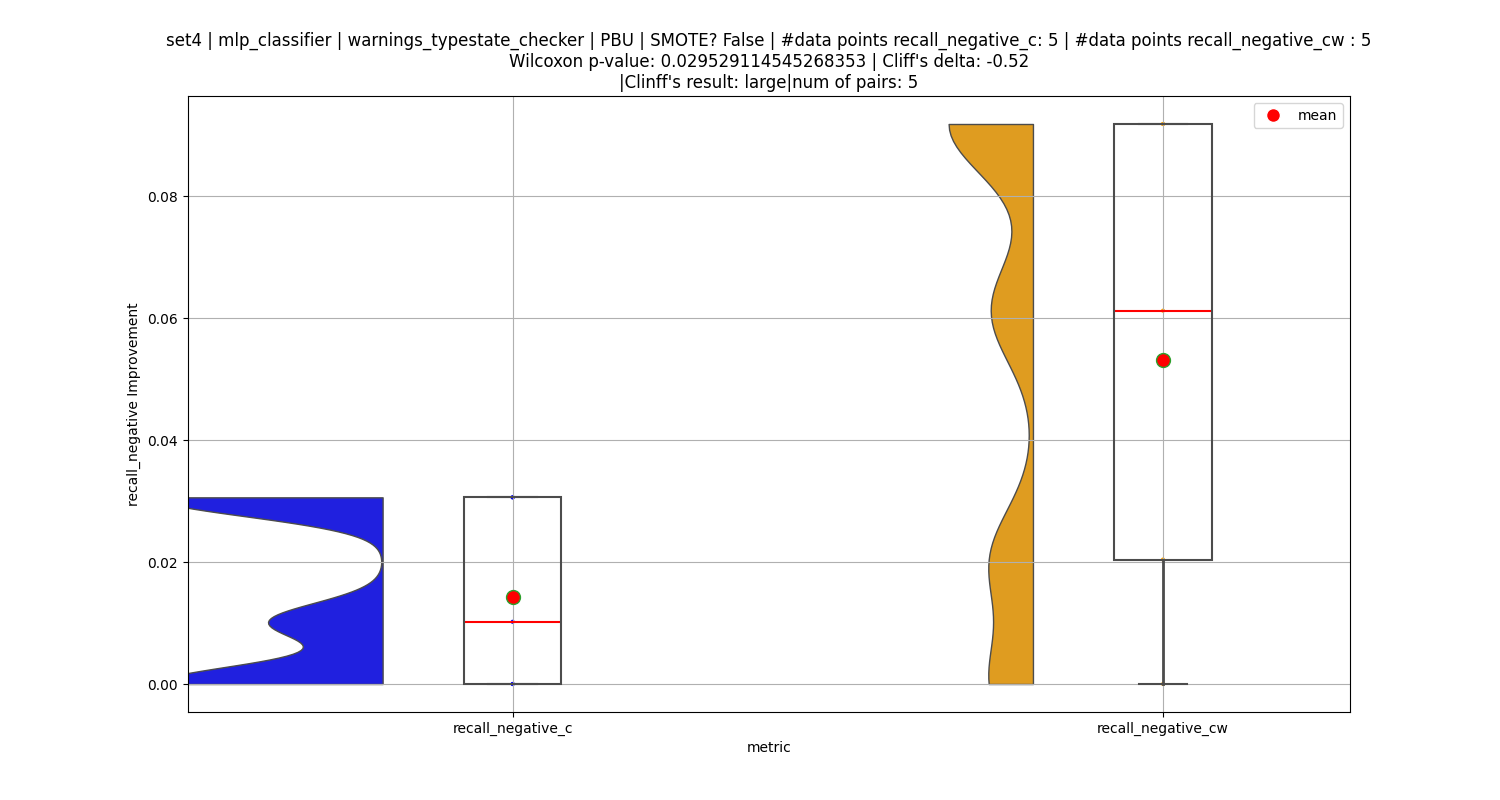 set4 | mlp_classifier | warnings_typestate_checker | PBU | SMOTE? False | #data points recall_negative_c: 5 | #data points recall_negative_cw : 5
Wilcoxon p-value: 0.029529114545268353 | Cliff's delta: -0.52
|Clinff's result: large|num of pairs: 5
mean
recall_negative Improvement
0.08
0.06
0.04
0.02
0.00
recall_negative_c
recall_negative_cw
metric